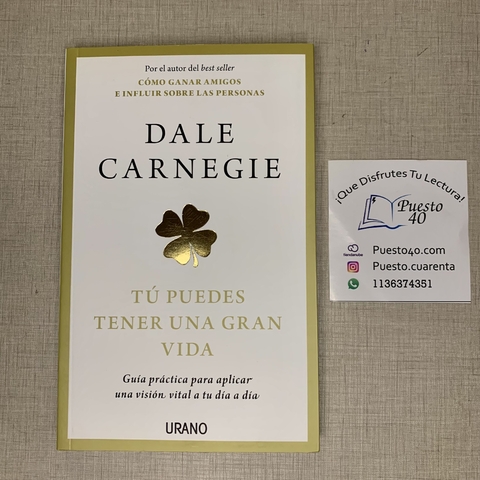 Por el autor del best seller
CÓMO GANAR AMIGOS
E INFLUIR SOBRE LAS PERSONAS
DALE
CARNEGIE
TÚ PUEDES
TENER UNA GRAN
VIDA
Guía práctica para aplicar
una visión vital a tu día a día
URANO
¡Que Disfrutes Tu Lectura!
Puesto
40
tiendanube
Puesto40.com
Puesto.cuarenta
1136374351